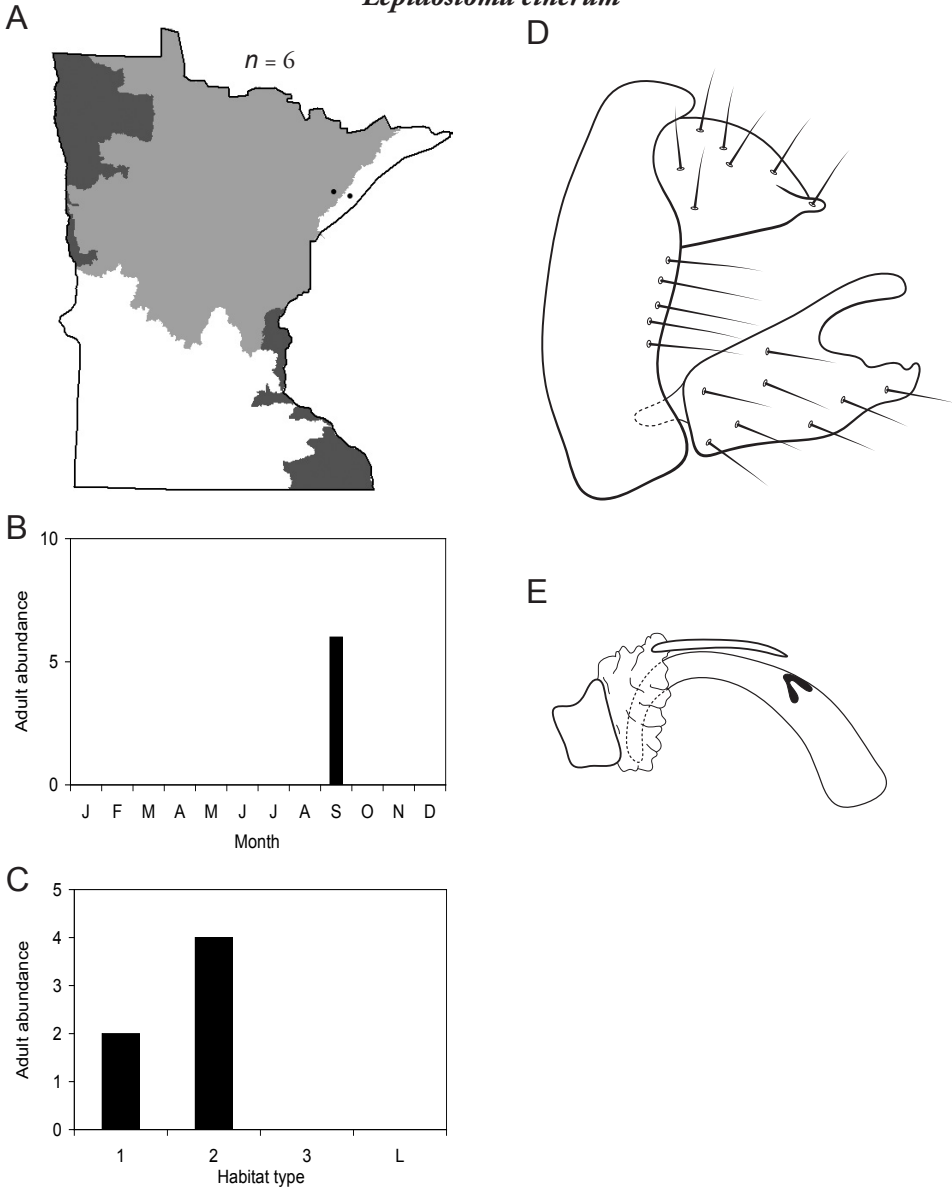 Lepidostoma cinerum
A
n = 6
B
10
5
0
Adult abundance
J F M A M J J A S O N D
Month
C
5
4
3
2
1
0
Adult abundance
1 2 3 L
Habitat type
D
E